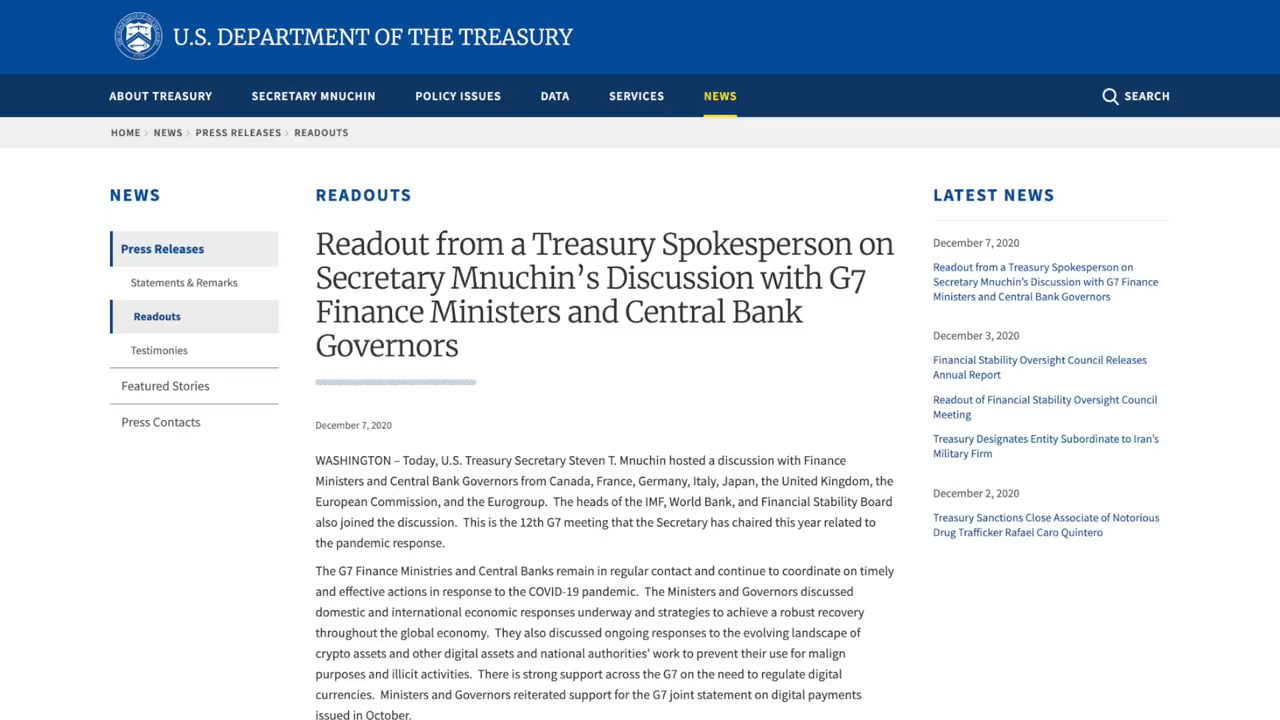 U.S. DEPARTMENT OF THE TREASURY
ABOUT TREASURY
SECRETARY MNUCHIN
POLICY ISSUES
DATA
SERVICES
NEWS
SEARCH
HOME > NEWS > PRESS RELEASES > READOUTS
NEWS
Press Releases
Statements & Remarks
Readouts
Testimonies
Featured Stories
Press Contacts
READOUTS
Readout from a Treasury Spokesperson on
Secretary Mnuchin’s Discussion with G7
Finance Ministers and Central Bank
Governors
December 7, 2020
WASHINGTON – Today, U.S. Treasury Secretary Steven T. Mnuchin hosted a discussion with Finance
Ministers and Central Bank Governors from Canada, France, Germany, Italy, Japan, the United Kingdom, the
European Commission, and the Eurogroup.  The heads of the IMF, World Bank, and Financial Stability Board
also joined the discussion.  This is the 12th G7 meeting that the Secretary has chaired this year related to
the pandemic response.
The G7 Finance Ministries and Central Banks remain in regular contact and continue to coordinate on timely
and effective actions in response to the COVID-19 pandemic.  The Ministers and Governors discussed
domestic and international economic responses underway and strategies to achieve a robust recovery
throughout the global economy.  They also discussed ongoing responses to the evolving landscape of
crypto assets and other digital assets and national authorities’ work to prevent their use for malign
purposes and illicit activities.  There is strong support across the G7 on the need to regulate digital
currencies.  Ministers and Governors reiterated support for the G7 joint statement on digital payments
issued in October.
LATEST NEWS
December 7, 2020
Readout from a Treasury Spokesperson on
Secretary Mnuchin’s Discussion with G7 Finance
Ministers and Central Bank Governors
December 3, 2020
Financial Stability Oversight Council Releases
Annual Report
Readout of Financial Stability Oversight Council
Meeting
Treasury Designates Entity Subordinate to Iran’s
Military Firm
December 2, 2020
Treasury Sanctions Close Associate of Notorious
Drug Trafficker Rafael Caro Quintero